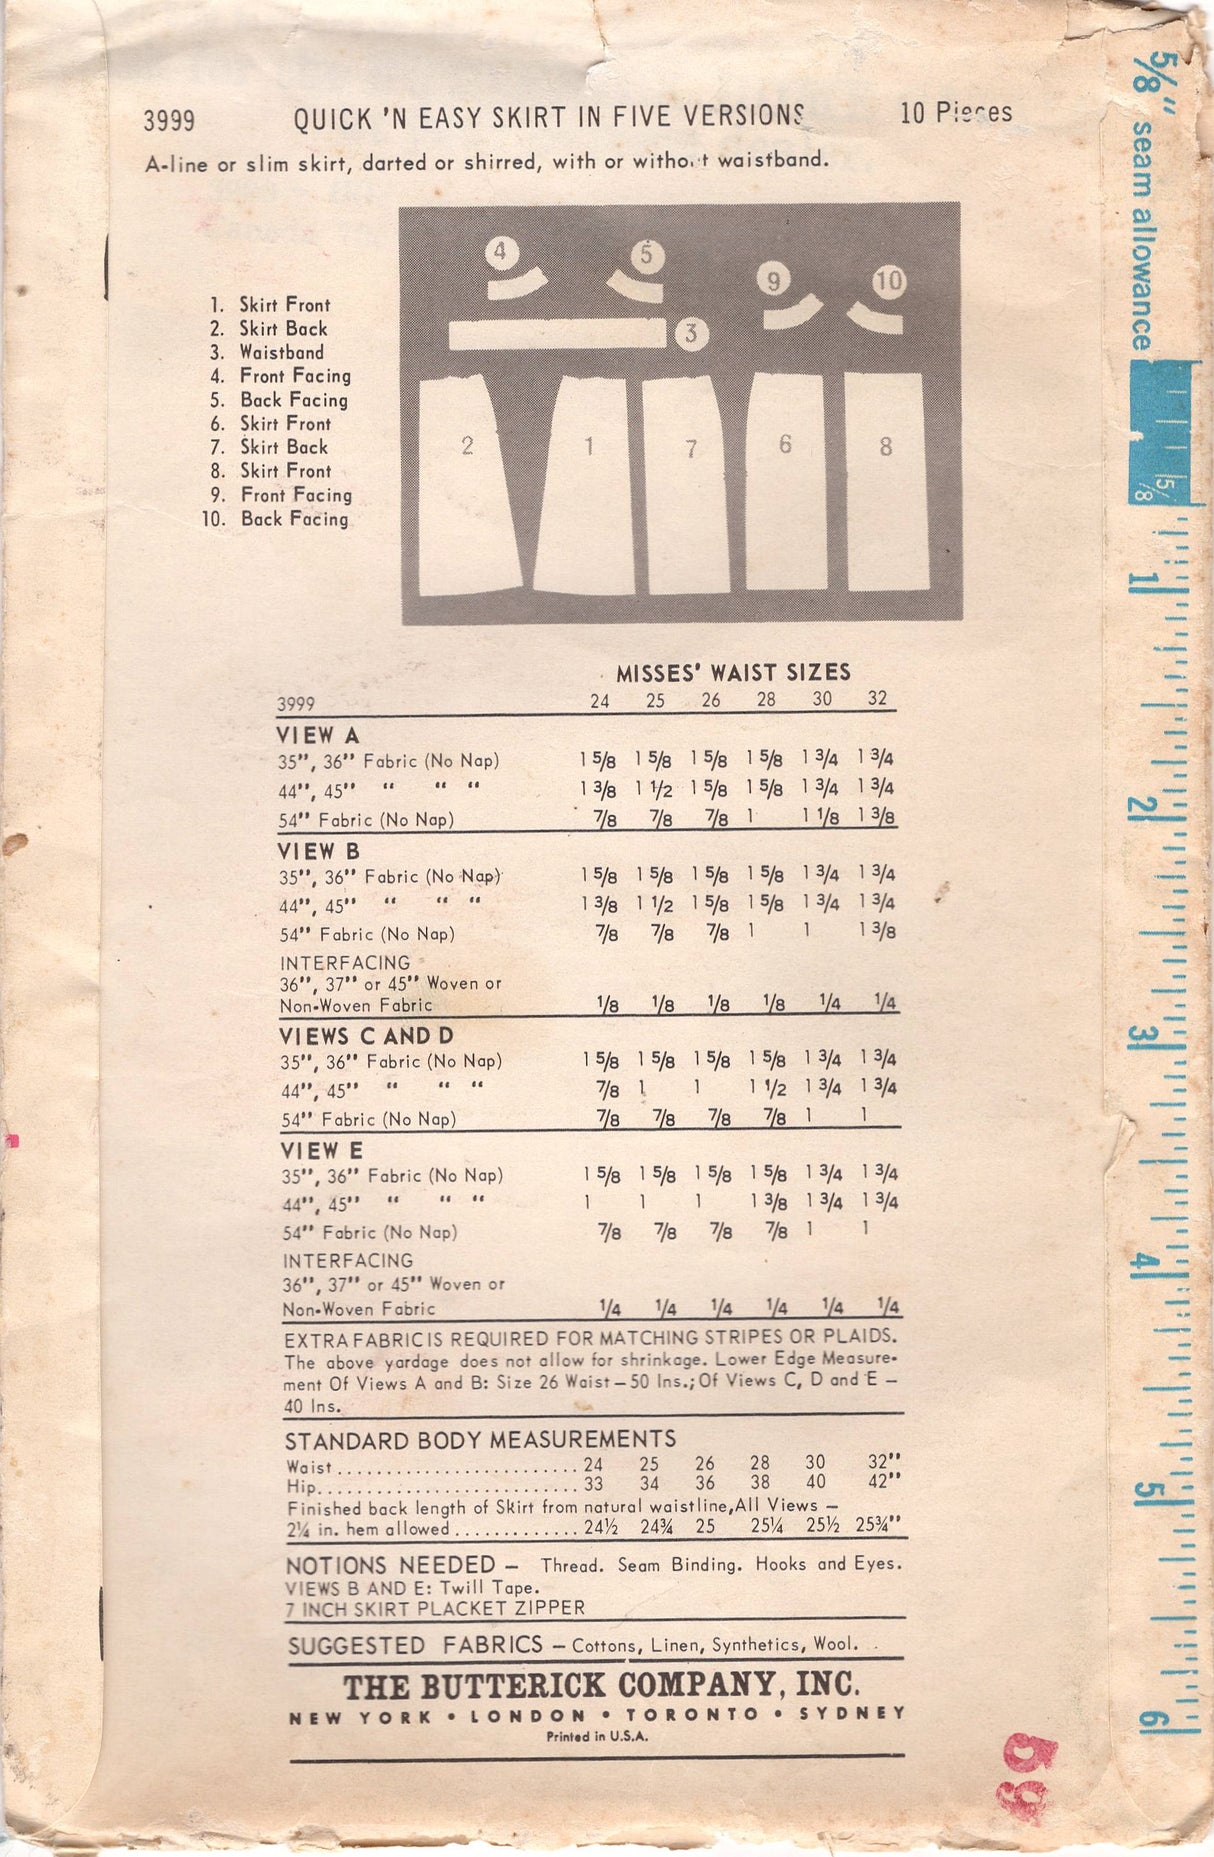 3999 QUICK 'N EASY SKIRT IN FIVE VERSIONS 10 Pieces
A-line or slim skirt, darted or shirred, with or without waistband.
1. Skirt Front
2. Skirt Back
3. Waistband
4. Front Facing
5. Back Facing
6. Skirt Front
7. Skirt Back
8. Skirt Front
9. Front Facing
10. Back Facing
4 5 9 10
3
2 1 7 6 8
MISSES' WAIST SIZES
3999 24 25 26 28 30 32
VIEW A
35", 36" Fabric (No Nap) 1 5/8 1 5/8 1 5/8 1 5/8 1 3/4 1 3/4
44", 45" " " " 1 3/8 1 1/2 1 5/8 1 5/8 1 3/4 1 3/4
54" Fabric (No Nap) 7/8 7/8 7/8 1 1 1/8 1 3/8
VIEW B
35", 36" Fabric (No Nap) 1 5/8 1 5/8 1 5/8 1 5/8 1 3/4 1 3/4
44", 45" " " " 1 3/8 1 1/2 1 5/8 1 5/8 1 3/4 1 3/4
54" Fabric (No Nap) 7/8 7/8 7/8 1 1 1 3/8
INTERFACING
36", 37" or 45" Woven or
Non-Woven Fabric 1/8 1/8 1/8 1/8 1/4 1/4
VIEWS C AND D
35", 36" Fabric (No Nap) 1 5/8 1 5/8 1 5/8 1 5/8 1 3/4 1 3/4
44", 45" " " " 7/8 1 1 1 1/2 1 3/4 1 3/4
54" Fabric (No Nap) 7/8 7/8 7/8 7/8 1 1
VIEW E
35", 36" Fabric (No Nap) 1 5/8 1 5/8 1 5/8 1 5/8 1 3/4 1 3/4
44", 45" " " " 1 1 1 1 3/8 1 3/4 1 3/4
54" Fabric (No Nap) 7/8 7/8 7/8 7/8 1 1
INTERFACING
36", 37" or 45" Woven or
Non-Woven Fabric 1/4 1/4 1/4 1/4 1/4 1/4
EXTRA FABRIC IS REQUIRED FOR MATCHING STRIPES OR PLAIDS.
The above yardage does not allow for shrinkage. Lower Edge Measure-
ment Of Views A and B: Size 26 Waist—50 Ins.; Of Views C, D and E —
40 Ins.
STANDARD BODY MEASUREMENTS
Waist.......................... 24 25 26 28 30 32"
Hip............................ 33 34 36 38 40 42"
Finished back length of Skirt from natural waistline, All Views —
2¼ in. hem allowed ............. 24½ 24¾ 25 25¼ 25½ 25¾"
NOTIONS NEEDED — Thread. Seam Binding. Hooks and Eyes.
VIEWS B AND E: Twill Tape.
7 INCH SKIRT PLACKET ZIPPER
SUGGESTED FABRICS — Cottons, Linen, Synthetics, Wool.
THE BUTTERICK COMPANY, INC.
NEW YORK • LONDON • TORONTO • SYDNEY
Printed in U.S.A.
5/8" seam allowance
5/8
1
2
3
4
5
6
69